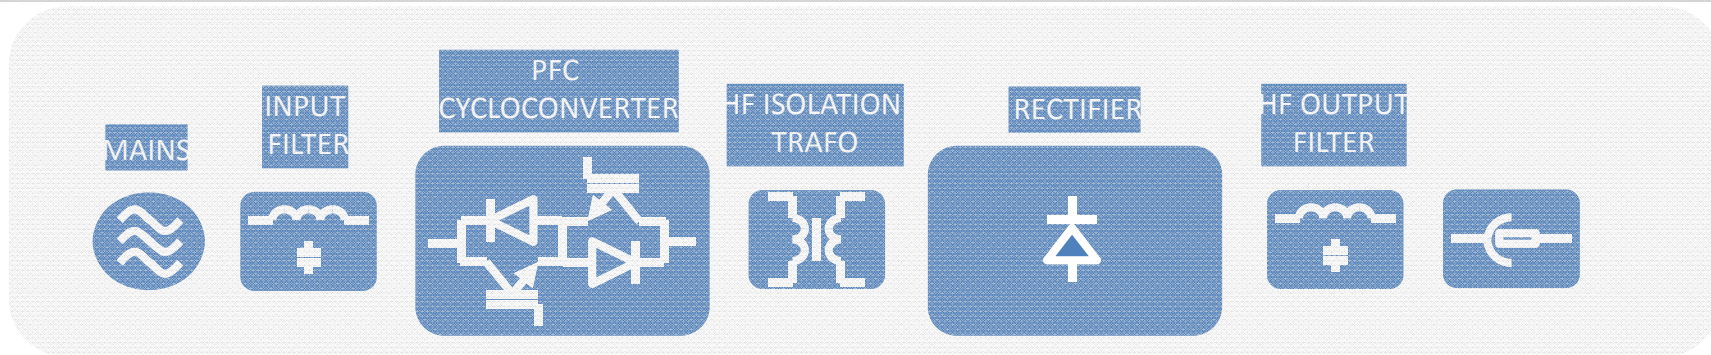 MAINS
INPUT
FILTER
PFC
CYCLOCONVERTER
HF ISOLATION
TRAFO
RECTIFIER
HF OUTPUT
FILTER